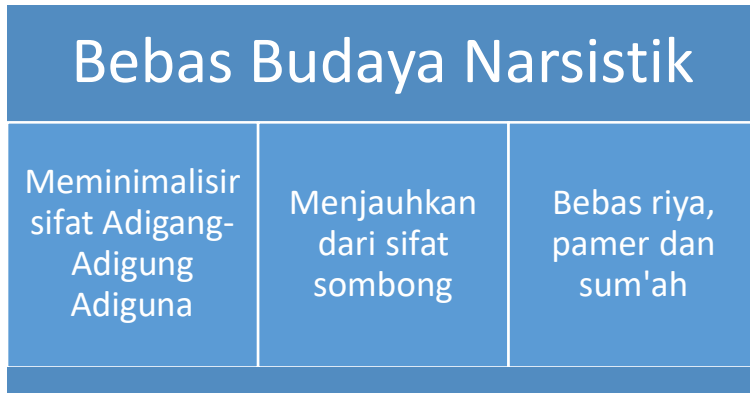 Bebas Budaya Narsistik
Meminimalisir
sifat Adigang-
Adigung
Adiguna
Menjauhkan
dari sifat
sombong
Bebas riya,
pamer dan
sum'ah